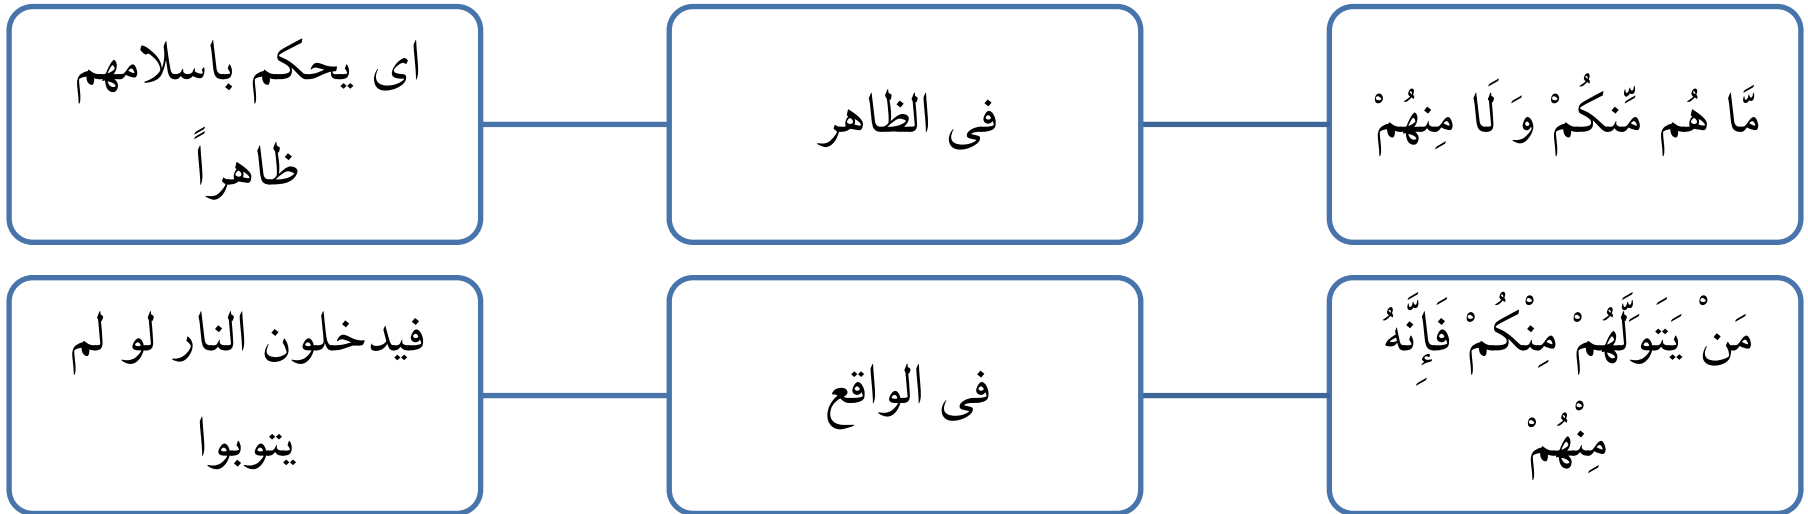 مَّا هُم مِّنكُمْ وَ لَا مِنهُمْ
فى الظاهر
اى يحكم باسلامهم
ظاهراً
مَنْ يَتَوَلَّهُمْ مِنْكُمْ فَإِنَّهُ
مِنْهُمْ
فى الواقع
فيدخلون النار لو لم
يتوبوا